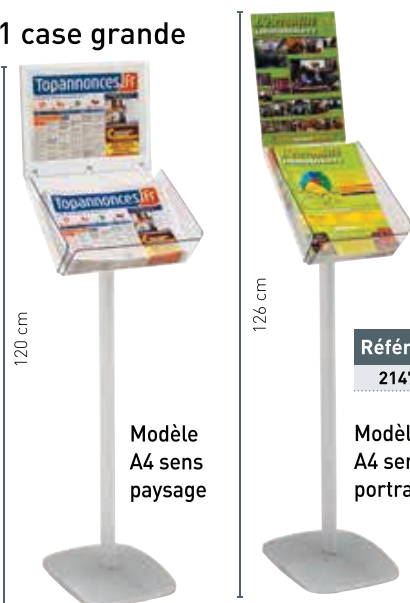 1 case grande
Topannonces.fr
Topannonces.fr
120 cm
126 cm
Référ
214
Modèle
A4 sens
paysage
Modèl
A4 sen
portra